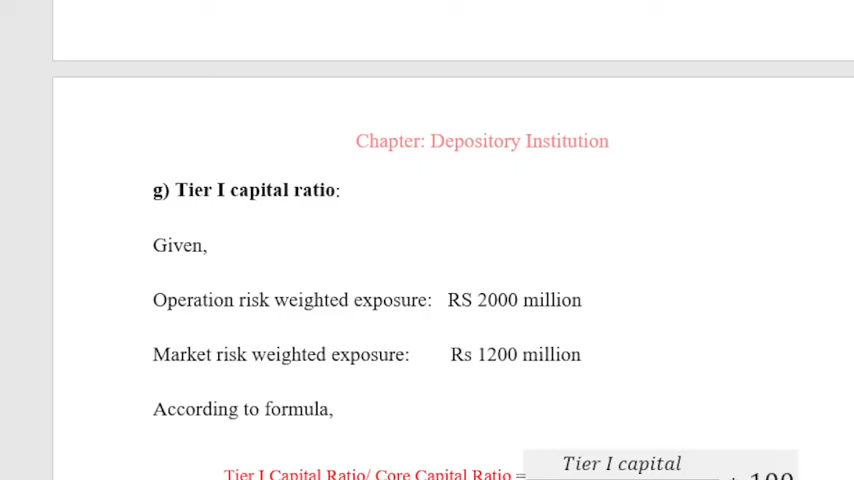 Chapter: Depository Institution
g) Tier I capital ratio:
Given,
Operation risk weighted exposure: RS 2000 million
Market risk weighted exposure: Rs 1200 million
According to formula,
Tier I capital
Tier I Capital Ratio/ Core Capital Ratio =